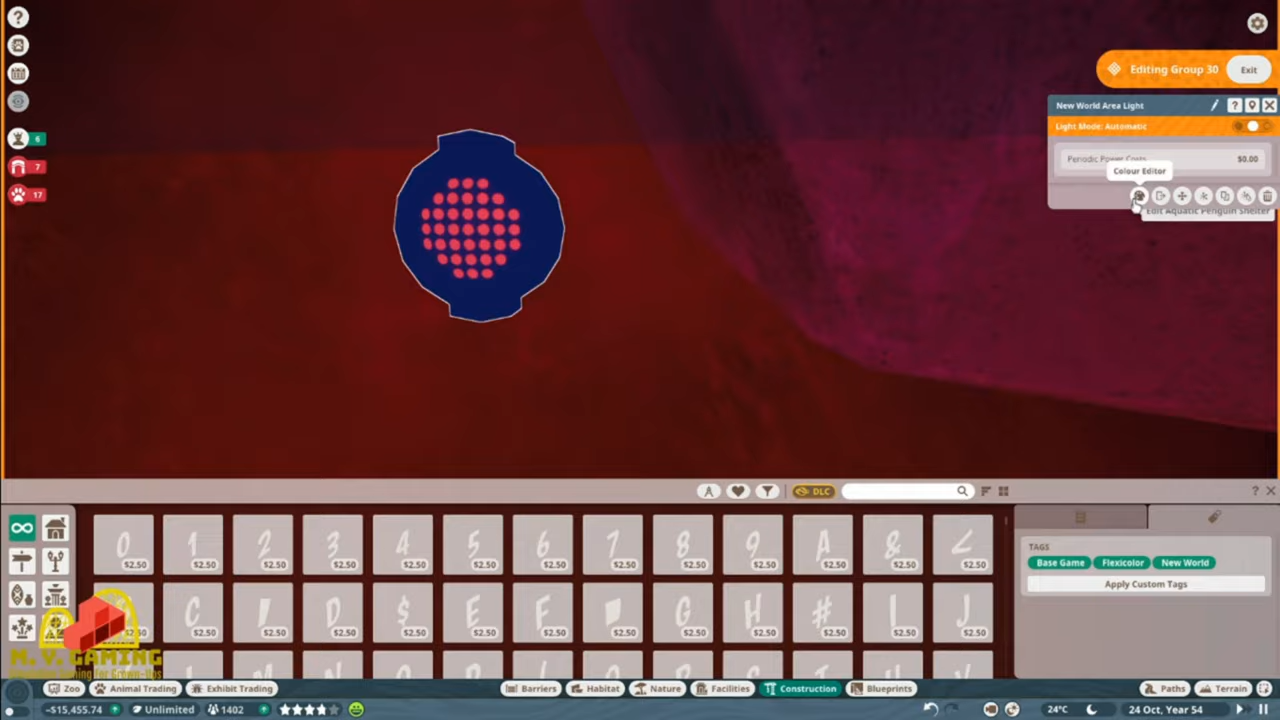 Editing Group 30
Exit
New World Area Light
Light Mode: Automatic
Periodic Power Costs $0.00
Colour Editor
Edit Aquatic Penguin Shelter
6
7
17
DLC
0 1 2 3 4 5 6 7 8 9 A & <
$2.50 $2.50 $2.50 $2.50 $2.50 $2.50 $2.50 $2.50 $2.50 $2.50 $2.50 $2.50 $2.50
C D $ E F G H # I J
$2.50 $2.50 $2.50 $2.50 $2.50 $2.50 $2.50 $2.50 $2.50 $2.50 $2.50 $2.50
TAGS
Base Game Flexicolor New World
Apply Custom Tags
M. V. GAMING
Gaming for Grown-Ups
Zoo Animal Trading Exhibit Trading Barriers Habitat Nature Facilities Construction Blueprints Paths Terrain
-$15,455.74 Unlimited 1402 24°C 24 Oct, Year 54